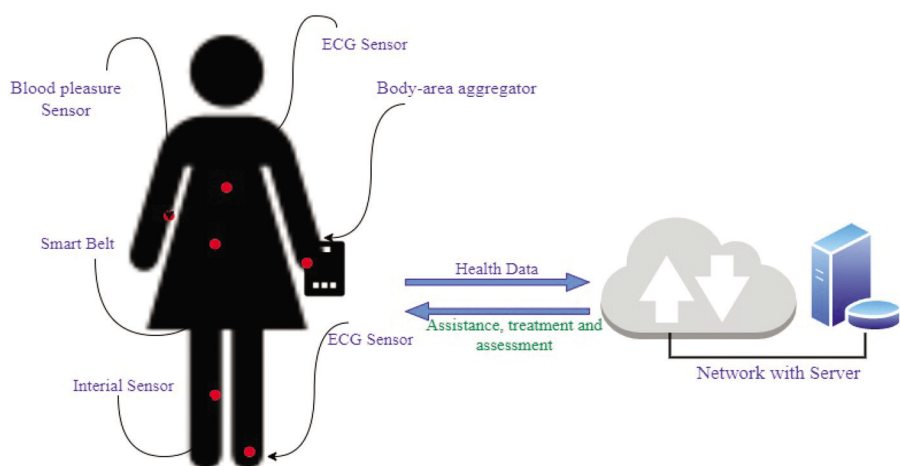 ECG Sensor
Blood pleasure
Sensor
Body-area aggregator
Smart Belt
Health Data
Assistance, treatment and
assessment
ECG Sensor
Network with Server
Interial Sensor